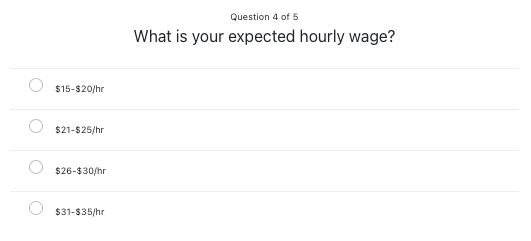 Question 4 of 5
What is your expected hourly wage?
$15-$20/hr
$21-$25/hr
$26-$30/hr
$31-$35/hr